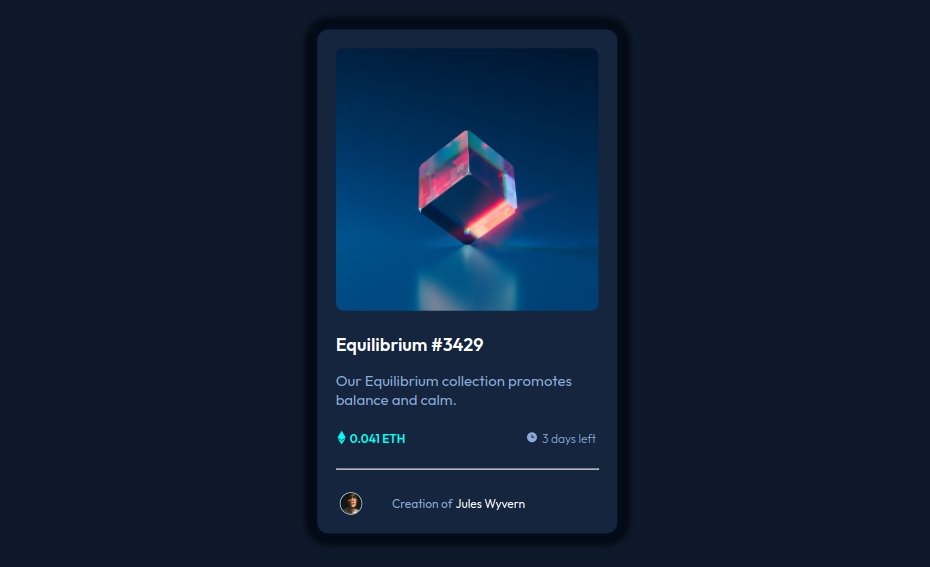 Equilibrium #3429
Our Equilibrium collection promotes
balance and calm.
0.041 ETH
3 days left
Creation of Jules Wyvern